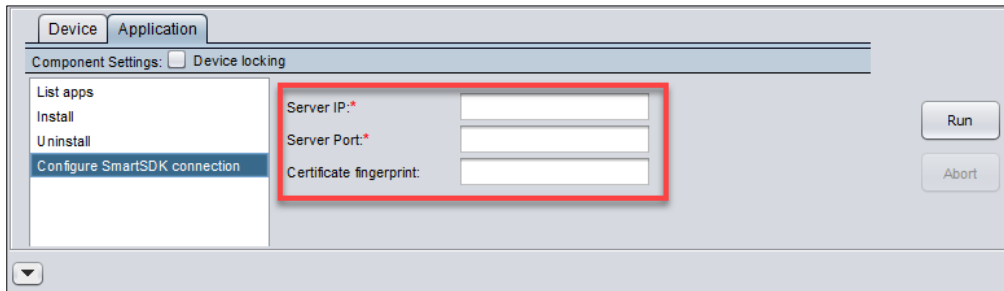 Device Application
Component Settings: Device locking
List apps
Install
Uninstall
Configure SmartSDK connection
Server IP:*
Server Port:*
Certificate fingerprint:
Run
Abort